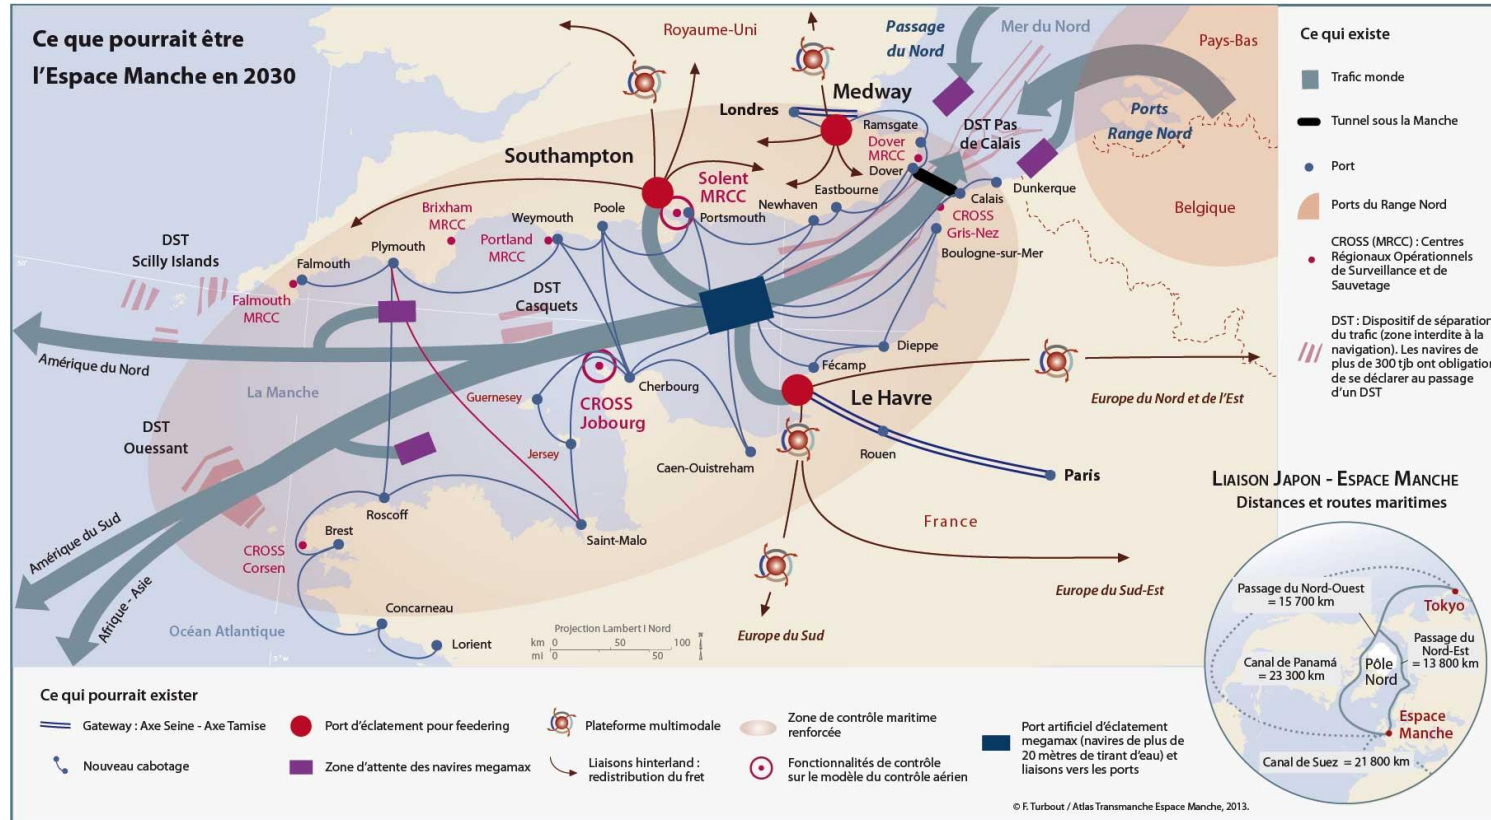 Ce que pourrait être
l'Espace Manche en 2030
Royaume-Uni
Passage
du Nord
Mer du Nord
Pays-Bas
Ports
Range Nord
Belgique
Medway
Londres
Ramsgate
Dover
MRCC
Dover
DST Pas
de Calais
Dunkerque
Calais
CROSS
Gris-Nez
Boulogne-sur-Mer
Southampton
Solent
MRCC
Portsmouth
Eastbourne
Newhaven
Poole
Weymouth
Portland
MRCC
Brixham
MRCC
Plymouth
Falmouth
Falmouth
MRCC
DST
Scilly Islands
DST
Casquets
50°
Amérique du Nord
La Manche
DST
Ouessant
Guernesey
Jersey
CROSS
Jobourg
Cherbourg
Dieppe
Fécamp
Le Havre
Caen-Ouistreham
Rouen
Paris
Europe du Nord et de l'Est
France
Europe du Sud-Est
Europe du Sud
Roscoff
Saint-Malo
Brest
CROSS
Corsen
Amérique du Sud
Afrique - Asie
Concarneau
Lorient
Océan Atlantique
5° w
Projection Lambert I Nord
km 0 50 100
mi 0 50
N
S
Ce qui existe
Trafic monde
Tunnel sous la Manche
Port
Ports du Range Nord
CROSS (MRCC) : Centres
Régionaux Opérationnels
de Surveillance et de
Sauvetage
DST : Dispositif de séparation
du trafic (zone interdite à la
navigation). Les navires de
plus de 300 tjb ont obligation
de se déclarer au passage
d'un DST
LIAISON JAPON - ESPACE MANCHE
Distances et routes maritimes
Passage du Nord-Ouest
= 15 700 km
Tokyo
Passage du
Nord-Est
= 13 800 km
Canal de Panamá
= 23 300 km
Pôle
Nord
Espace
Manche
Canal de Suez = 21 800 km
Ce qui pourrait exister
Gateway : Axe Seine - Axe Tamise
Nouveau cabotage
Port d'éclatement pour feedering
Zone d'attente des navires megamax
Plateforme multimodale
Liaisons hinterland :
redistribution du fret
Zone de contrôle maritime
renforcée
Fonctionnalités de contrôle
sur le modèle du contrôle aérien
Port artificiel d'éclatement
megamax (navires de plus de
20 mètres de tirant d'eau) et
liaisons vers les ports
© F. Turbout / Atlas Transmanche Espace Manche, 2013.